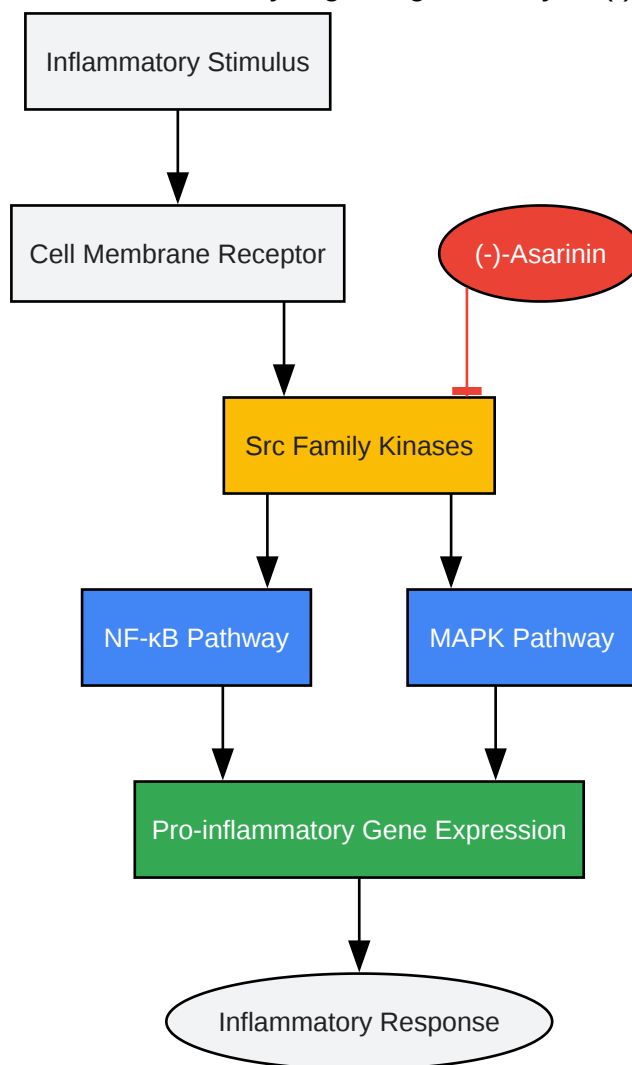 Inflammatory Stimulus
Cell Membrane Receptor
(-)-Asarinin
Src Family Kinases
NF-κB Pathway
MAPK Pathway
Pro-inflammatory Gene Expression
Inflammatory Response